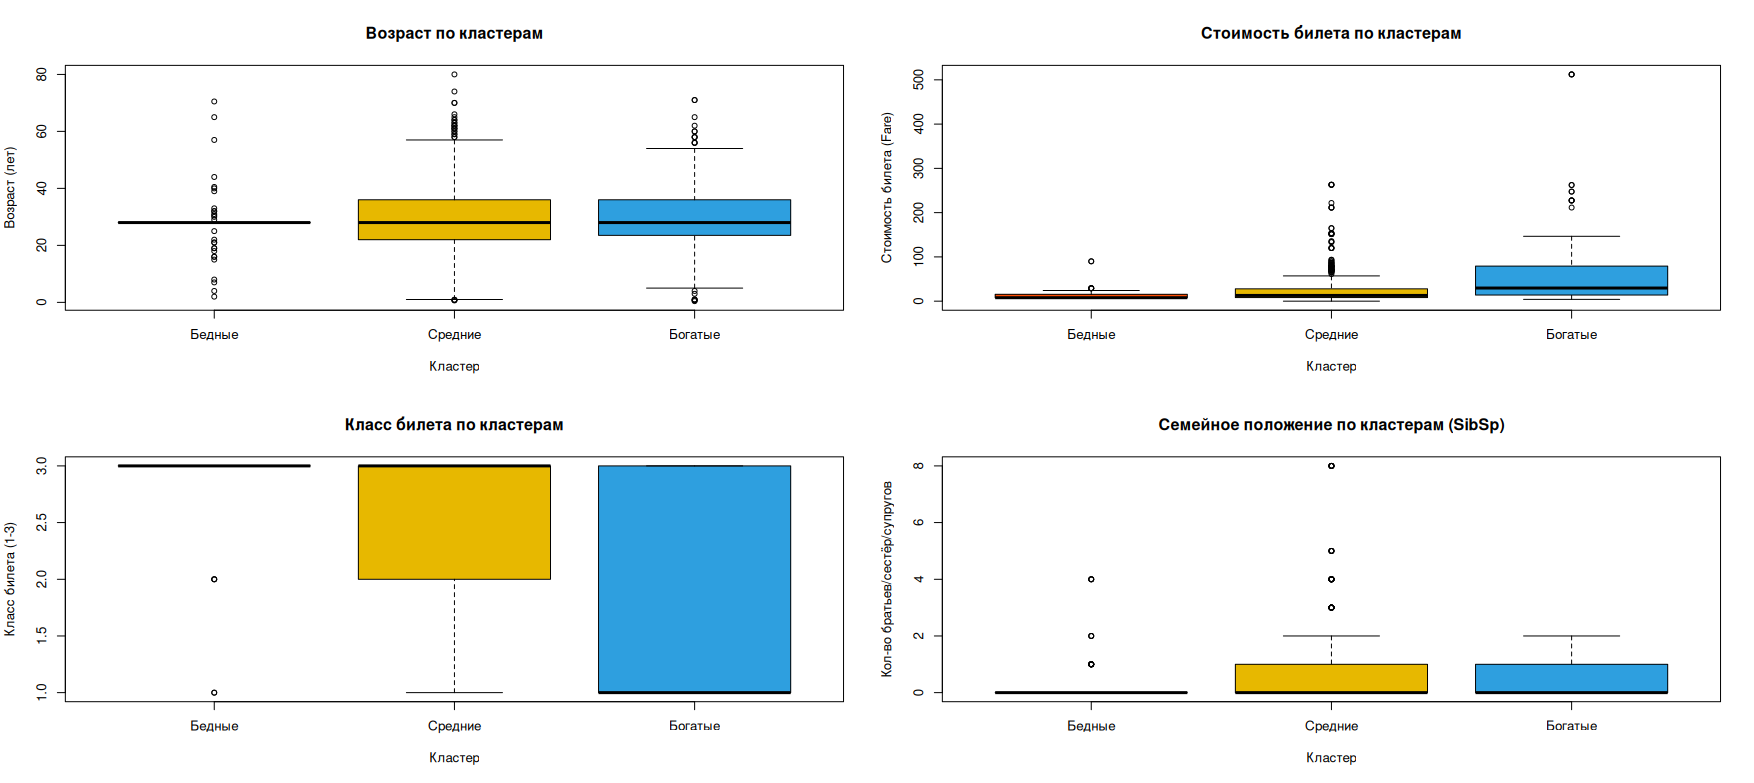 Возраст по кластерам
Возраст (лет)
80
60
40
20
0
Бедные Средние Богатые
Кластер
Стоимость билета по кластерам
Стоимость билета (Fare)
500
400
300
200
100
0
Бедные Средние Богатые
Кластер
Класс билета по кластерам
Класс билета (1-3)
3.0
2.5
2.0
1.5
1.0
Бедные Средние Богатые
Кластер
Семейное положение по кластерам (SibSp)
Кол-во братьев/сестёр/супругов
8
6
4
2
0
Бедные Средние Богатые
Кластер